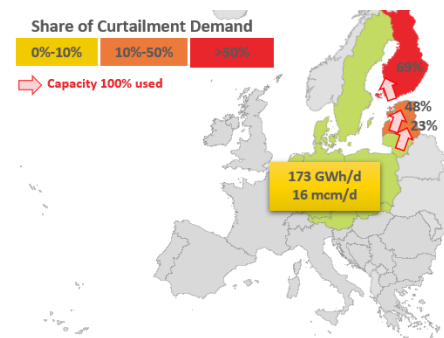 Share of Curtailment Demand
0%-10% 10%-50% >50%
Capacity 100% used
69%
48%
23%
173 GWh/d
16 mcm/d